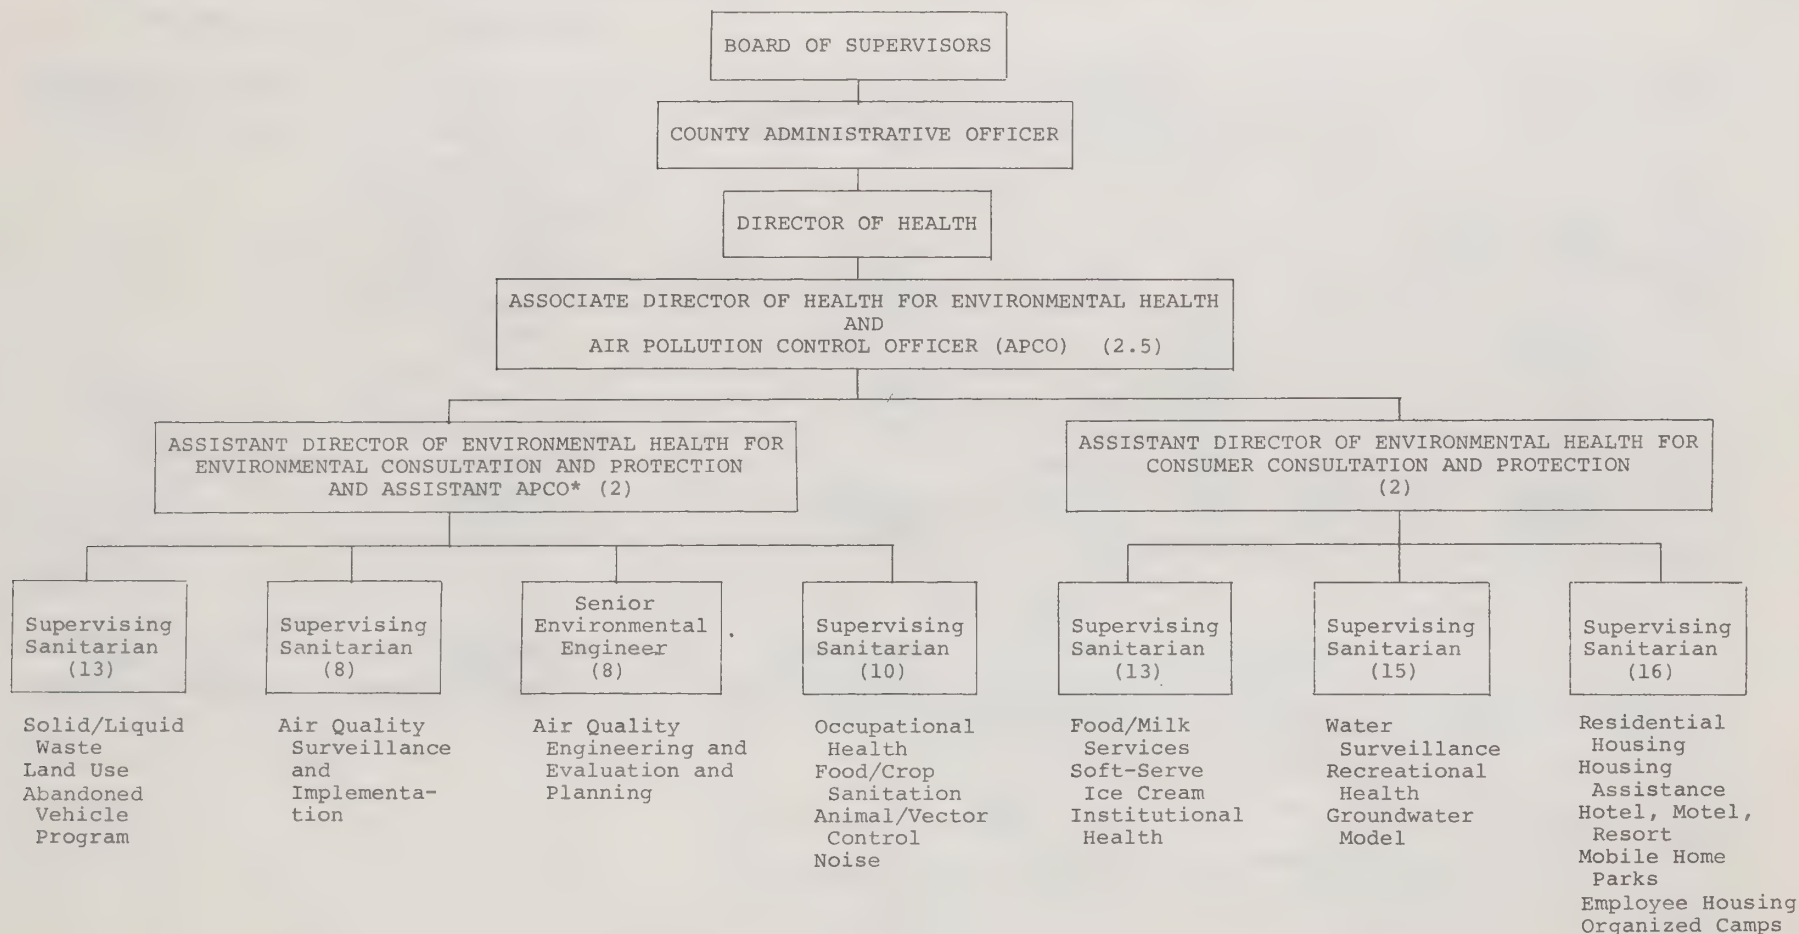 BOARD OF SUPERVISORS
COUNTY ADMINISTRATIVE OFFICER
DIRECTOR OF HEALTH
ASSOCIATE DIRECTOR OF HEALTH FOR ENVIRONMENTAL HEALTH
AND
AIR POLLUTION CONTROL OFFICER (APCO) (2.5)
ASSISTANT DIRECTOR OF ENVIRONMENTAL HEALTH FOR
ENVIRONMENTAL CONSULTATION AND PROTECTION
AND ASSISTANT APCO* (2)
ASSISTANT DIRECTOR OF ENVIRONMENTAL HEALTH FOR
CONSUMER CONSULTATION AND PROTECTION
(2)
Supervising
Sanitarian
(13)
Solid/Liquid
Waste
Land Use
Abandoned
Vehicle
Program
Supervising
Sanitarian
(8)
Air Quality
Surveillance
and
Implementa-
tion
Senior
Environmental
Engineer
(8)
Air Quality
Engineering and
Evaluation and
Planning
Supervising
Sanitarian
(10)
Occupational
Health
Food/Crop
Sanitation
Animal/Vector
Control
Noise
Supervising
Sanitarian
(13)
Food/Milk
Services
Soft-Serve
Ice Cream
Institutional
Health
Supervising
Sanitarian
(15)
Water
Surveillance
Recreational
Health
Groundwater
Model
Supervising
Sanitarian
(16)
Residential
Housing
Housing
Assistance
Hotel, Motel,
Resort
Mobile Home
Parks
Employee Housing
Organized Camps